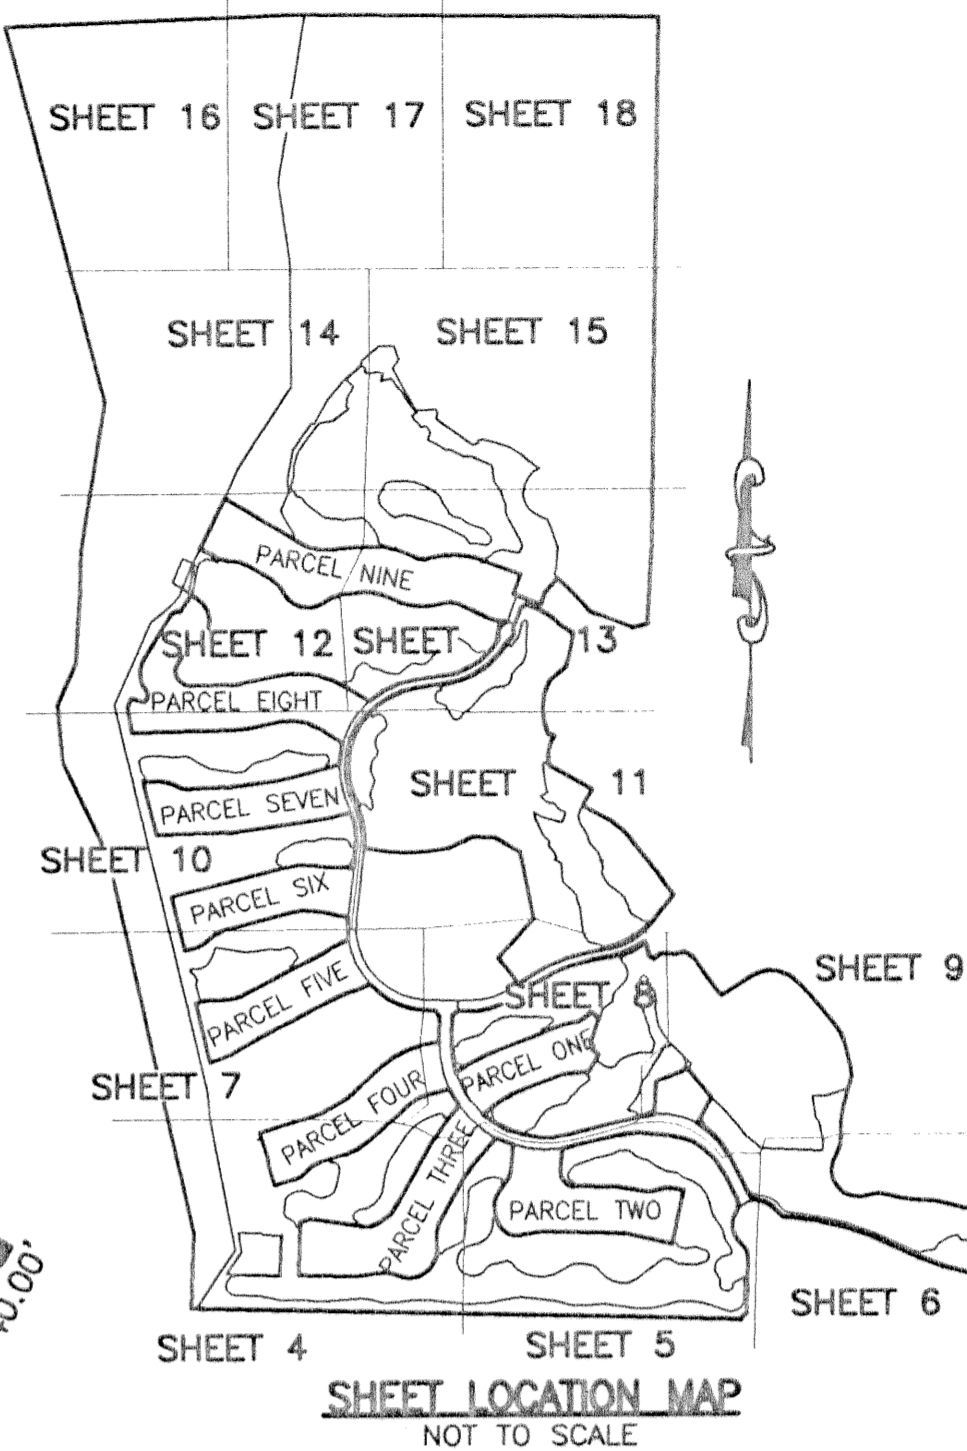 SHEET 16
SHEET 17
SHEET 18
SHEET 14
SHEET 15
PARCEL NINE
SHEET 12
SHEET 13
PARCEL EIGHT
SHEET 11
PARCEL SEVEN
SHEET 10
PARCEL SIX
SHEET 9
PARCEL FIVE
SHEET 8
PARCEL ONE
SHEET 7
PARCEL FOUR
PARCEL THREE
PARCEL TWO
0.00'
SHEET 6
SHEET 4
SHEET 5
SHEET LOCATION MAP
NOT TO SCALE